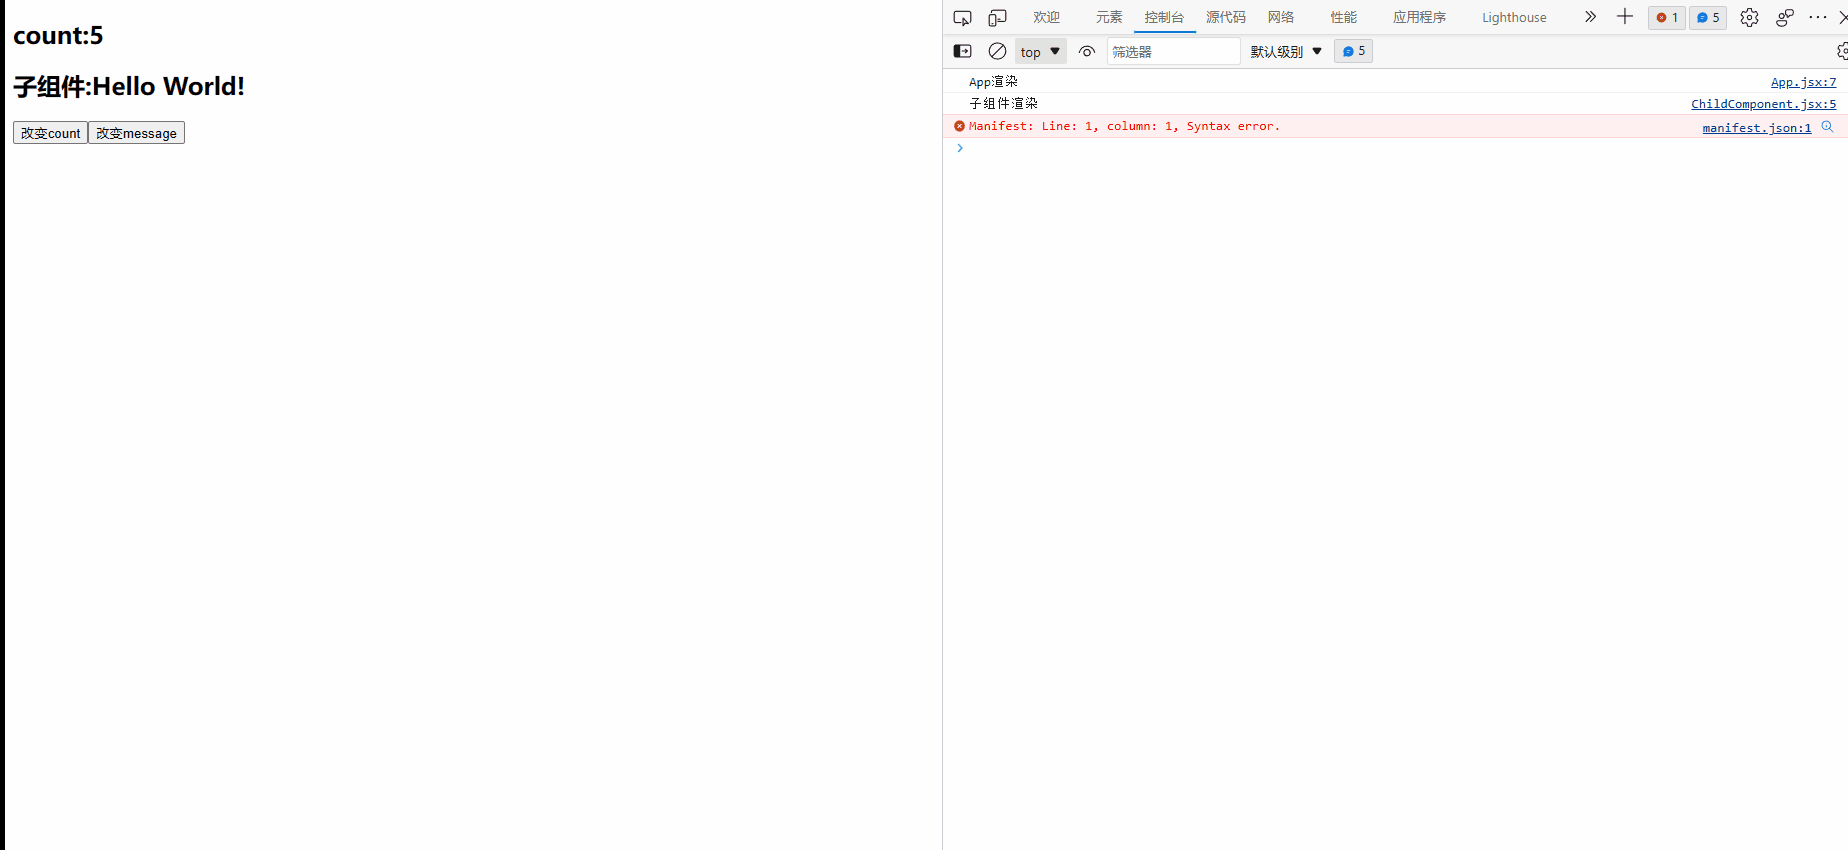 count:5
子组件:Hello World!
改变count 改变message
欢迎 元素 控制台 源代码 网络 性能 应用程序 Lighthouse 1 5
top 筛选器 默认级别 5
App渲染 App.jsx:7
子组件渲染 ChildComponent.jsx:5
Manifest: Line: 1, column: 1, Syntax error. manifest.json:1